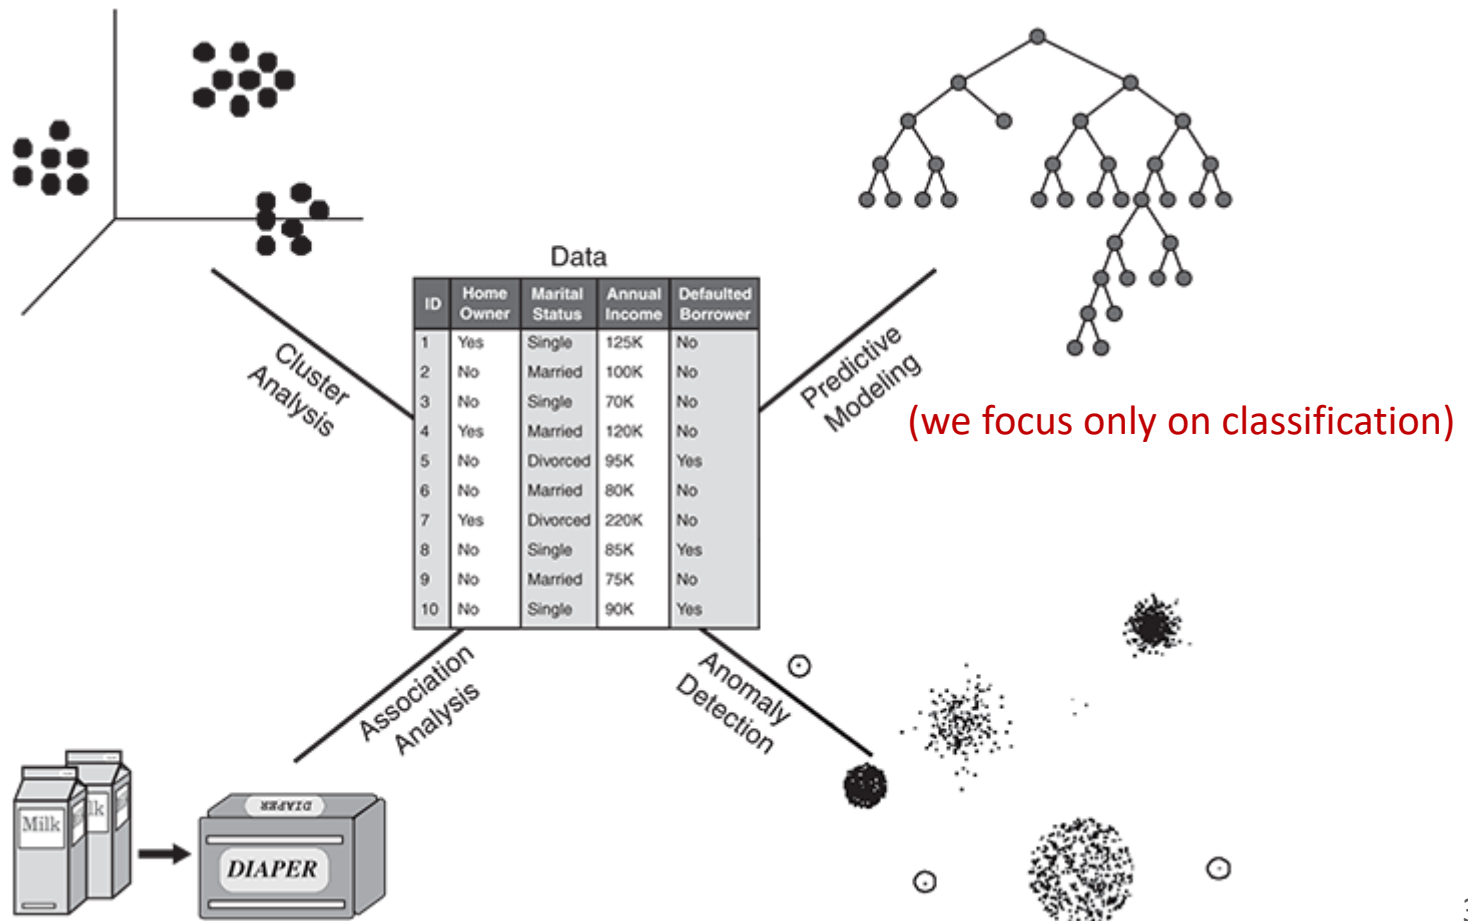 Data
ID Home Owner Marital Status Annual Income Defaulted Borrower
1 Yes Single 125K No
2 No Married 100K No
3 No Single 70K No
4 Yes Married 120K No
5 No Divorced 95K Yes
6 No Married 80K No
7 Yes Divorced 220K No
8 No Single 85K Yes
9 No Married 75K No
10 No Single 90K Yes
Cluster
Analysis
Predictive
Modeling
(we focus only on classification)
Association
Analysis
Anomaly
Detection
Milk
lk
DIAPER
DIAPER